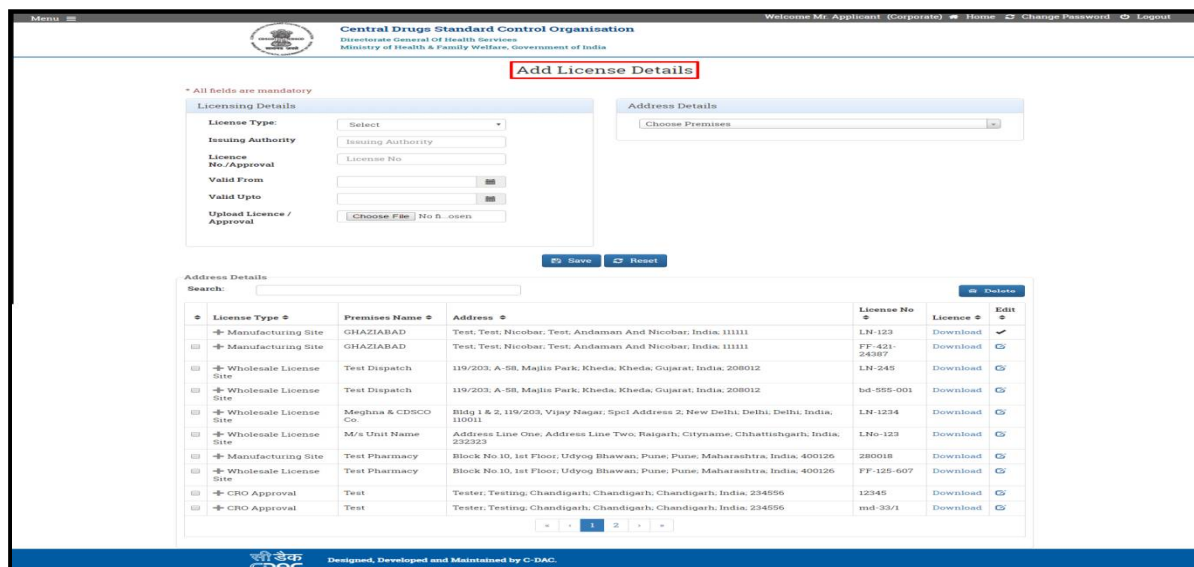 Menu
Welcome Mr. Applicant (Corporate) Home Change Password Logout
Central Drugs Standard Control Organisation
Directorate General Of Health Services
Ministry of Health & Family Welfare, Government of India
Add License Details
* All fields are mandatory
Licensing Details
License Type: Select
Issuing Authority Issuing Authority
Licence No./Approval License No
Valid From
Valid Upto
Upload Licence / Approval Choose File No fi...osen
Address Details
Choose Premises
Save Reset
Address Details
Search:
Delete
License Type Premises Name Address License No Licence Edit
Manufacturing Site GHAZIABAD Test; Test; Nicobar; Test; Andaman And Nicobar; India; 111111 LN-123 Download
Manufacturing Site GHAZIABAD Test; Test; Nicobar; Test; Andaman And Nicobar; India; 111111 FF-421-24387 Download
Wholesale License Site Test Dispatch 119/203; A-58, Majlis Park; Kheda; Kheda; Gujarat; India; 208012 LN-245 Download
Wholesale License Site Test Dispatch 119/203; A-58, Majlis Park; Kheda; Kheda; Gujarat; India; 208012 bd-555-001 Download
Wholesale License Site Meghna & CDSCO Co. Bldg 1 & 2, 119/203, Vijay Nagar; Spcl Address 2; New Delhi; Delhi; Delhi; India; 110011 LN-1234 Download
Wholesale License Site M/s Unit Name Address Line One; Address Line Two; Raigarh; Cityname; Chhattishgarh; India; 232323 LNo-123 Download
Manufacturing Site Test Pharmacy Block No.10, 1st Floor; Udyog Bhawan; Pune; Pune; Maharashtra; India; 400126 280018 Download
Wholesale License Site Test Pharmacy Block No.10, 1st Floor; Udyog Bhawan; Pune; Pune; Maharashtra; India; 400126 FF-125-607 Download
CRO Approval Test Tester; Testing; Chandigarh; Chandigarh; Chandigarh; India; 234556 12345 Download
CRO Approval Test Tester; Testing; Chandigarh; Chandigarh; Chandigarh; India; 234556 md-33/1 Download
« ‹ 1 2 › »
सी डैक
CDAC Designed, Developed and Maintained by C-DAC.